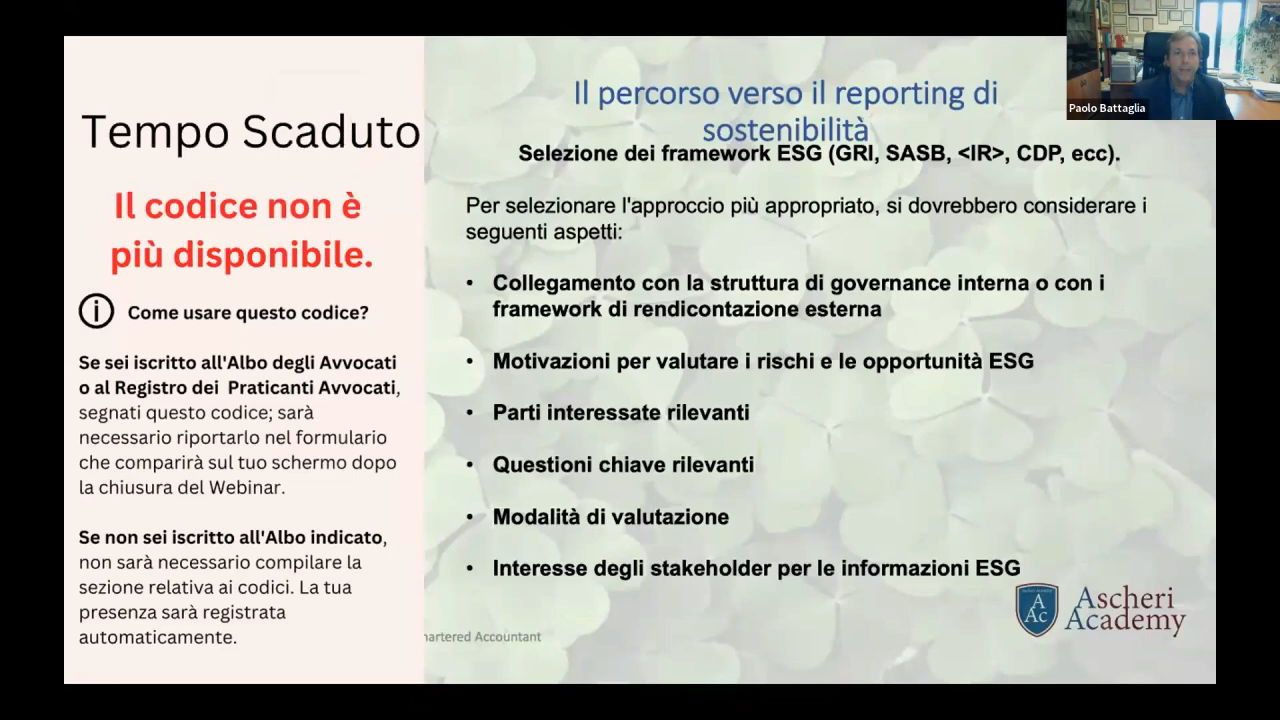 Tempo Scaduto
Il codice non è
più disponibile.
Come usare questo codice?
Se sei iscritto all'Albo degli Avvocati
o al Registro dei Praticanti Avvocati,
segnati questo codice; sarà
necessario riportarlo nel formulario
che comparirà sul tuo schermo dopo
la chiusura del Webinar.
Se non sei iscritto all'Albo indicato,
non sarà necessario compilare la
sezione relativa ai codici. La tua
presenza sarà registrata
automaticamente.
Il percorso verso il reporting di
sostenibilità
Selezione dei framework ESG (GRI, SASB, <IR>, CDP, ecc).
Per selezionare l'approccio più appropriato, si dovrebbero considerare i
seguenti aspetti:
• Collegamento con la struttura di governance interna o con i
framework di rendicontazione esterna
• Motivazioni per valutare i rischi e le opportunità ESG
• Parti interessate rilevanti
• Questioni chiave rilevanti
• Modalità di valutazione
• Interesse degli stakeholder per le informazioni ESG
hartered Accountant
A
Ac
Ascheri
Academy
Paolo Battaglia